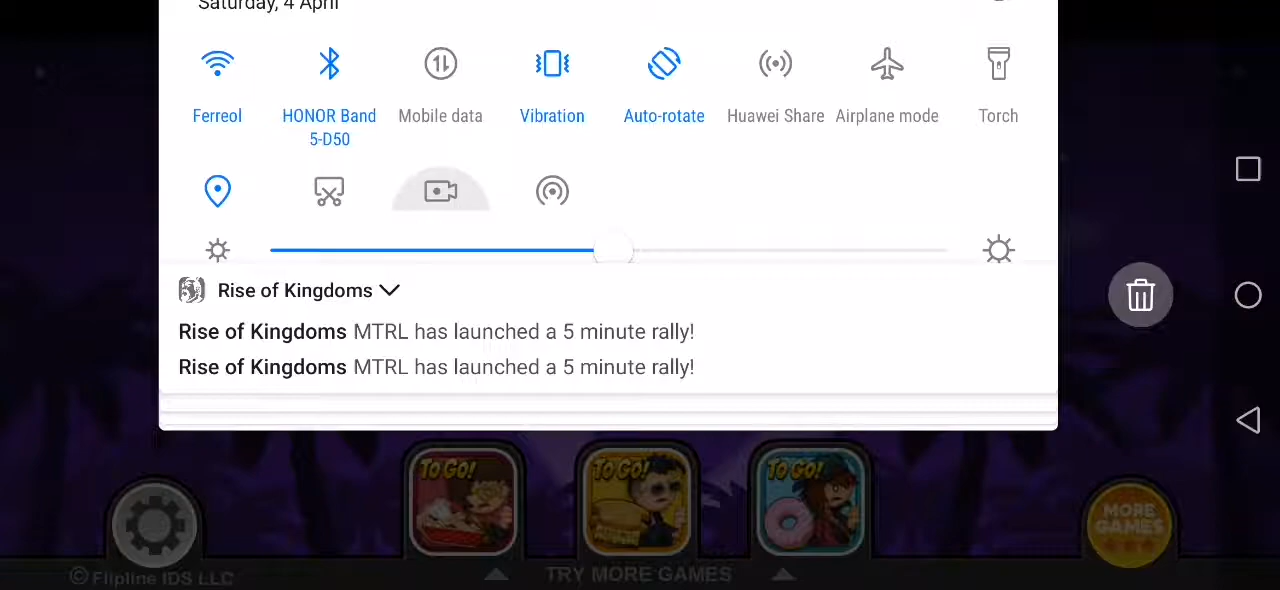 Saturday, 4 April
Ferreol
HONOR Band
5-D50
Mobile data
Vibration
Auto-rotate
Huawei Share
Airplane mode
Torch
Rise of Kingdoms
Rise of Kingdoms MTRL has launched a 5 minute rally!
Rise of Kingdoms MTRL has launched a 5 minute rally!
TO GO!
TO GO!
TO GO!
MORE
GAMES
© Flipline IDS LLC
TRY MORE GAMES